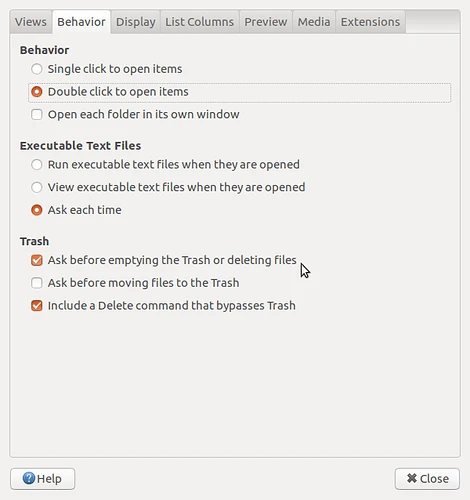 Views Behavior Display List Columns Preview Media Extensions
Behavior
Single click to open items
Double click to open items
Open each folder in its own window
Executable Text Files
Run executable text files when they are opened
View executable text files when they are opened
Ask each time
Trash
Ask before emptying the Trash or deleting files
Ask before moving files to the Trash
Include a Delete command that bypasses Trash
Help Close